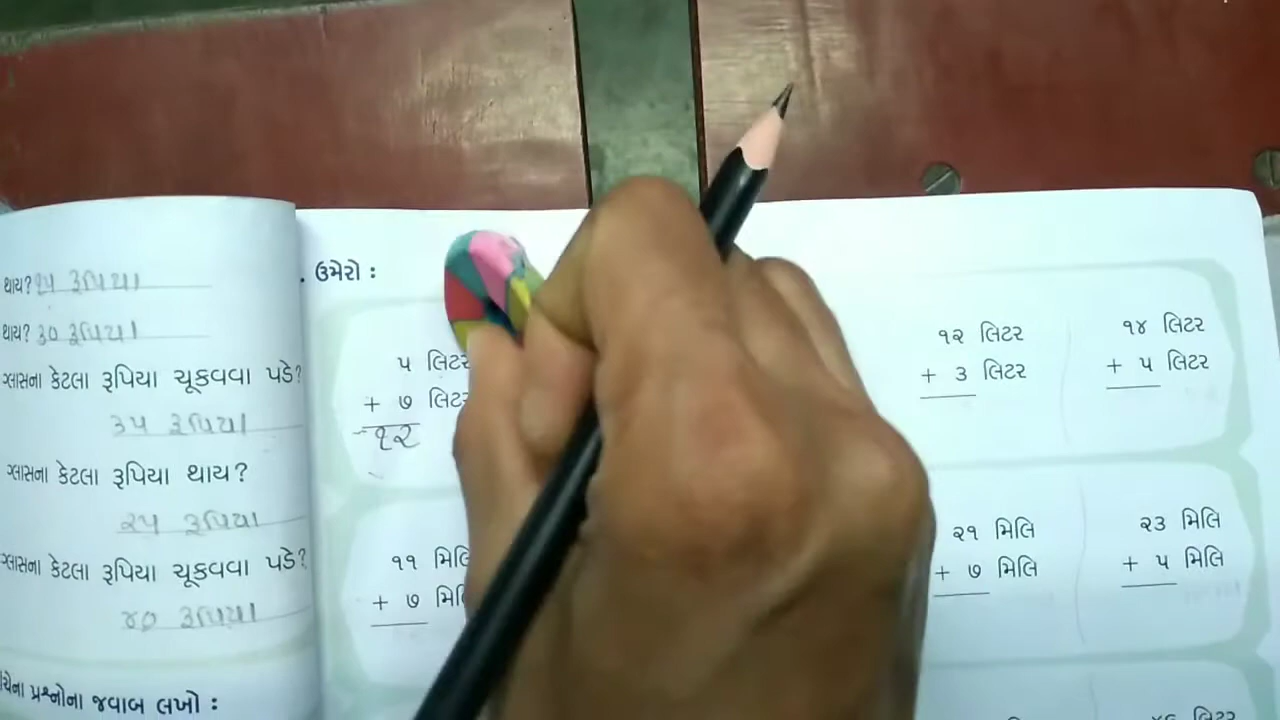 થાય? ૧૫ રૂપિયા
થાય? ૩૦ રૂપિયા
ગ્લાસના કેટલા રૂપિયા ચૂકવવા પડે?
૩૫ રૂપિયા
ગ્લાસના કેટલા રૂપિયા થાય?
૨૫ રૂપિયા
ગ્લાસના કેટલા રૂપિયા ચૂકવવા પડે?
૪૦ રૂપિયા
પ્રશ્નોના જવાબ લખો :
ઉમેરો :
૫ લિટર
+ ૭ લિટર
૧૨
૧૨ લિટર
+ ૩ લિટર
૧૪ લિટર
+ ૫ લિટર
૧૧ મિલિ
+ ૭ મિલિ
૨૧ મિલિ
+ ૭ મિલિ
૨૩ મિલિ
+ ૫ મિલિ